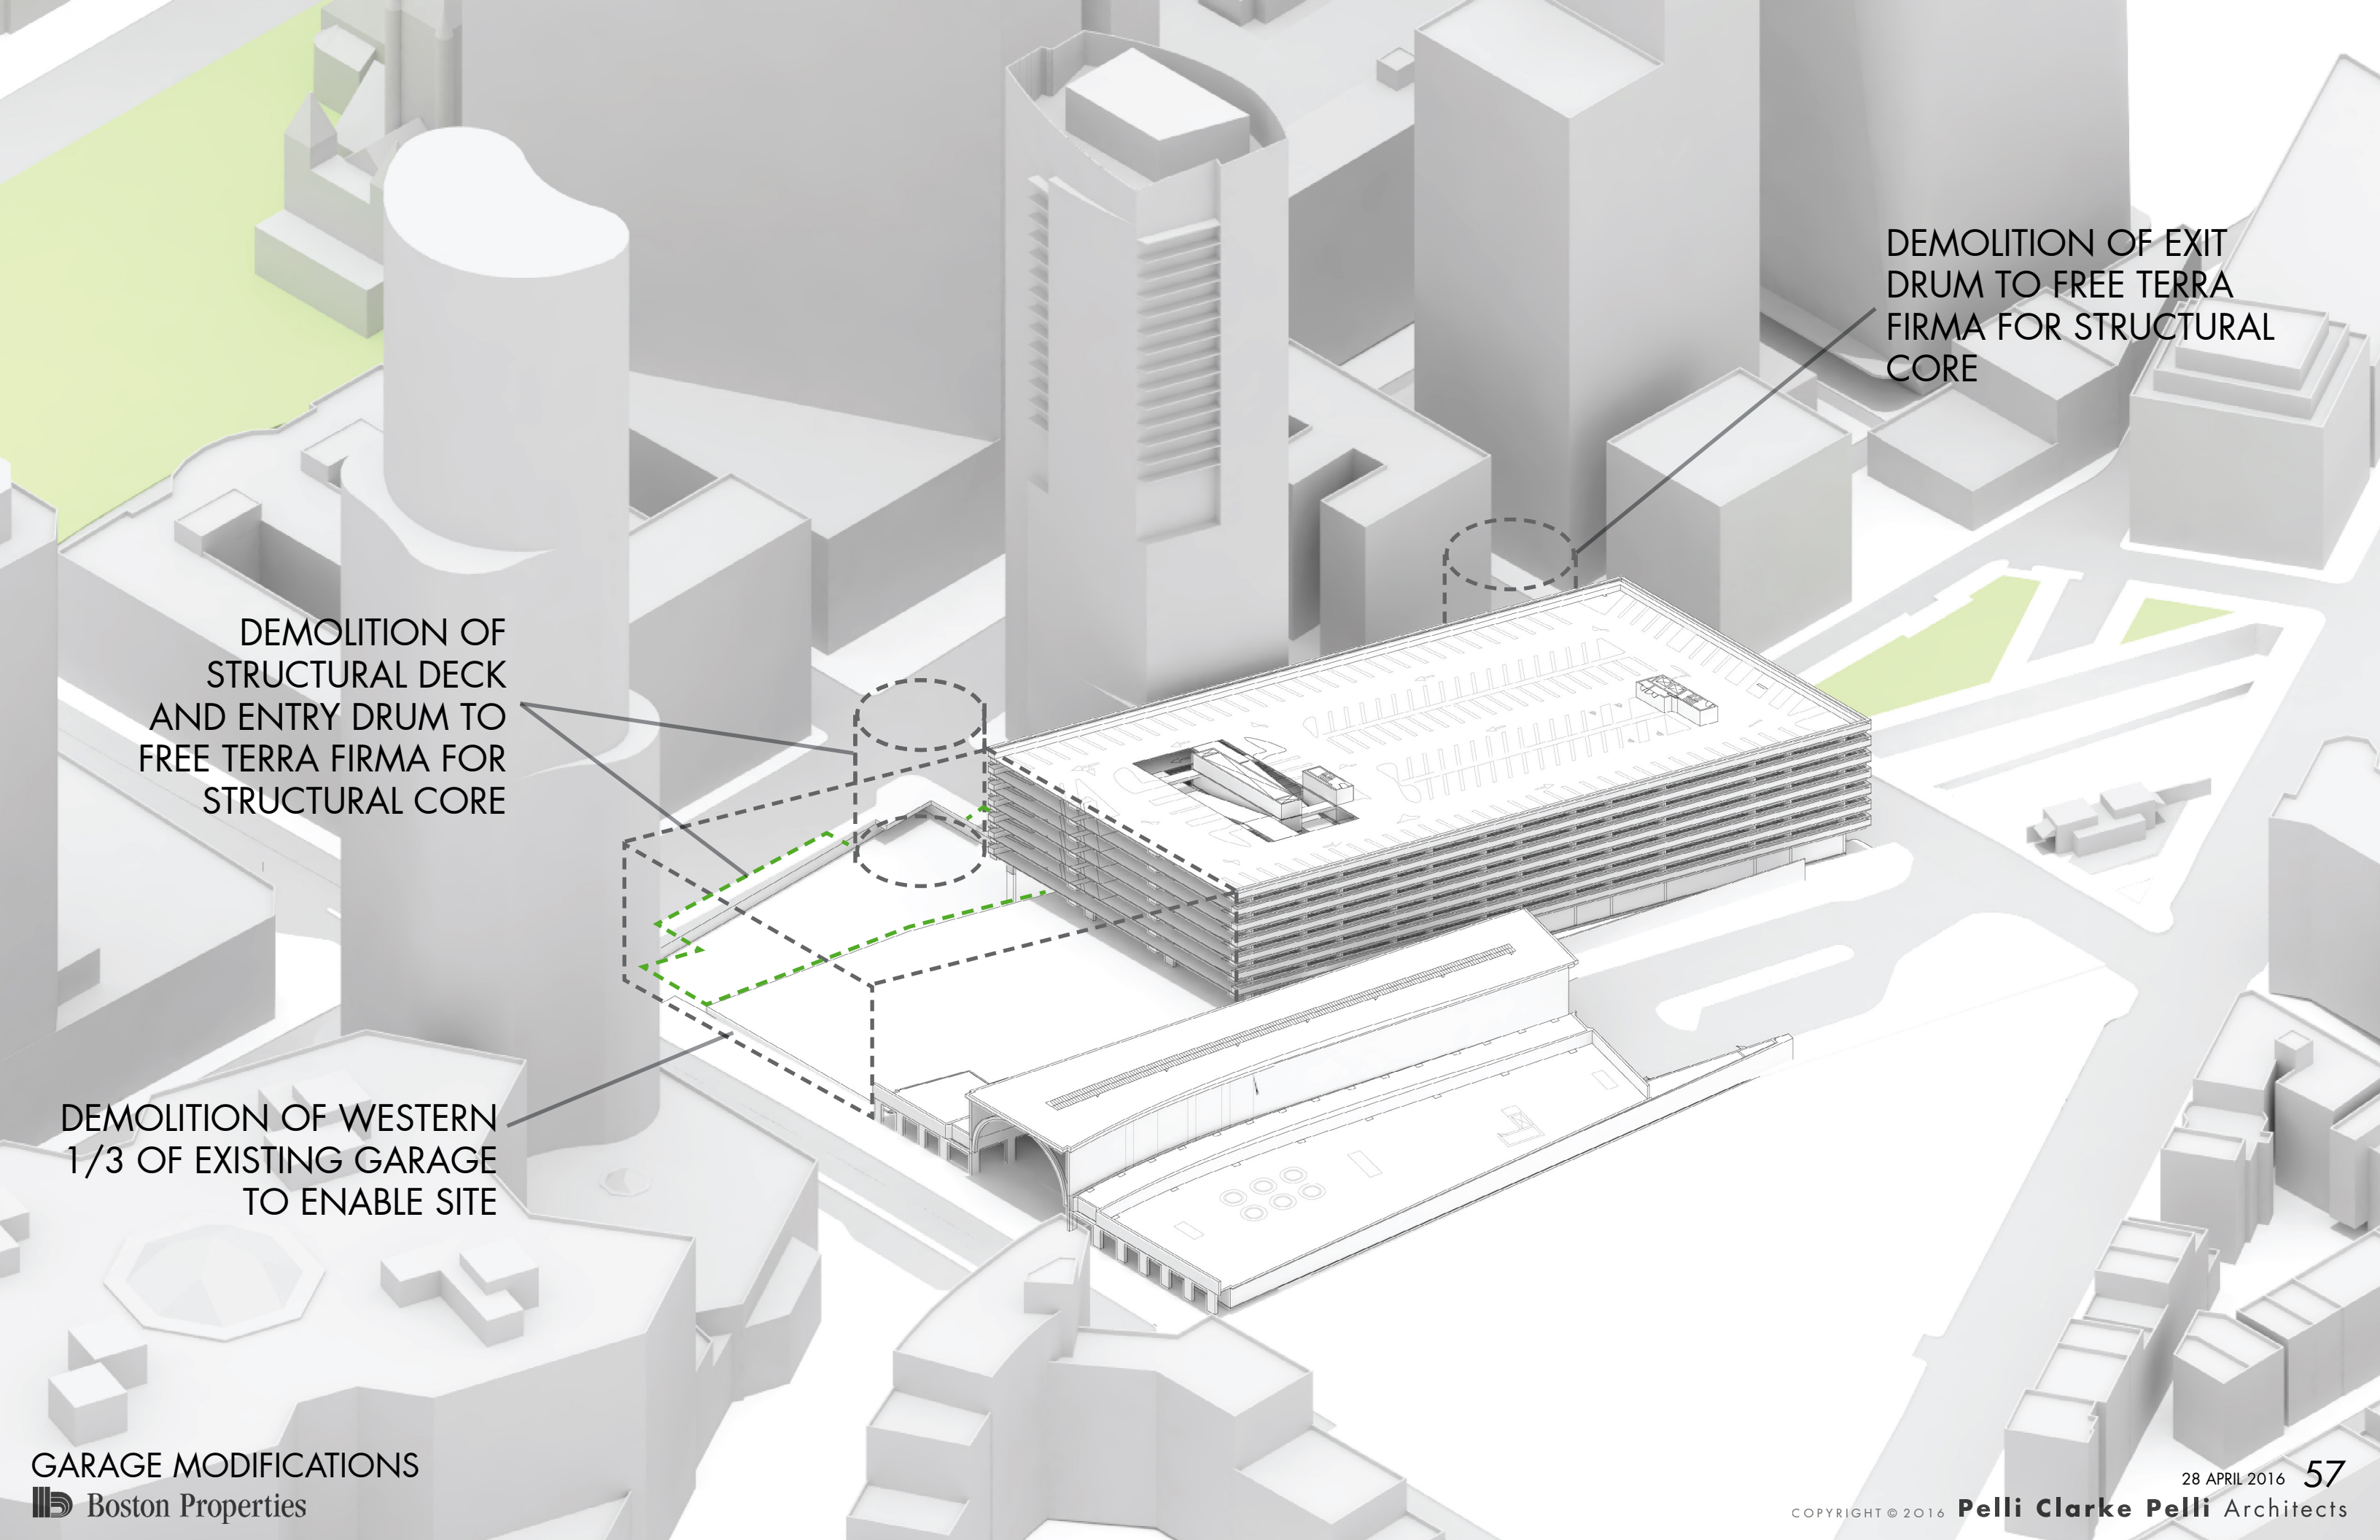 DEMOLITION OF EXIT
DRUM TO FREE TERRA
FIRMA FOR STRUCTURAL
CORE
DEMOLITION OF
STRUCTURAL DECK
AND ENTRY DRUM TO
FREE TERRA FIRMA FOR
STRUCTURAL CORE
DEMOLITION OF WESTERN
1/3 OF EXISTING GARAGE
TO ENABLE SITE
GARAGE MODIFICATIONS
Boston Properties
28 APRIL 2016 57
COPYRIGHT © 2016 Pelli Clarke Pelli Architects